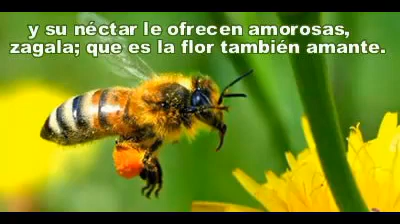 y su néctar le ofrecen amorosas,
zagala; que es la flor también amante.